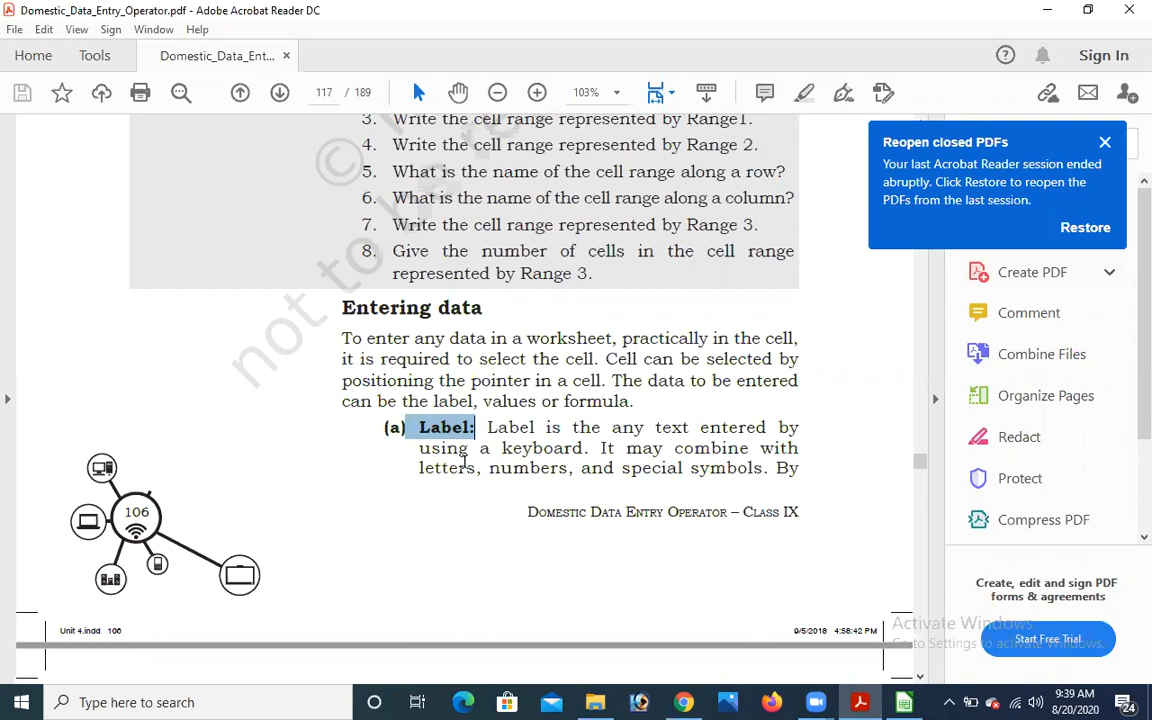 Domestic_Data_Entry_Operator.pdf - Adobe Acrobat Reader DC
File Edit View Sign Window Help
Home Tools Domestic_Data_Ent... × Sign In
117 / 189 103%
3. Write the cell range represented by Range1.
4. Write the cell range represented by Range 2.
5. What is the name of the cell range along a row?
6. What is the name of the cell range along a column?
7. Write the cell range represented by Range 3.
8. Give the number of cells in the cell range
represented by Range 3.
not to be re
©
Entering data
To enter any data in a worksheet, practically in the cell,
it is required to select the cell. Cell can be selected by
positioning the pointer in a cell. The data to be entered
can be the label, values or formula.
(a) Label: Label is the any text entered by
using a keyboard. It may combine with
letters, numbers, and special symbols. By
106
DOMESTIC DATA ENTRY OPERATOR – CLASS IX
Unit 4.indd 106
9/5/2018 4:58:42 PM
Reopen closed PDFs
Your last Acrobat Reader session ended
abruptly. Click Restore to reopen the
PDFs from the last session.
Restore
Create PDF
Comment
Combine Files
Organize Pages
Redact
Protect
Compress PDF
Create, edit and sign PDF
forms & agreements
Start Free Trial
Activate Windows
Go to Settings to activate Windows.
Type here to search
9:39 AM
8/20/2020
24